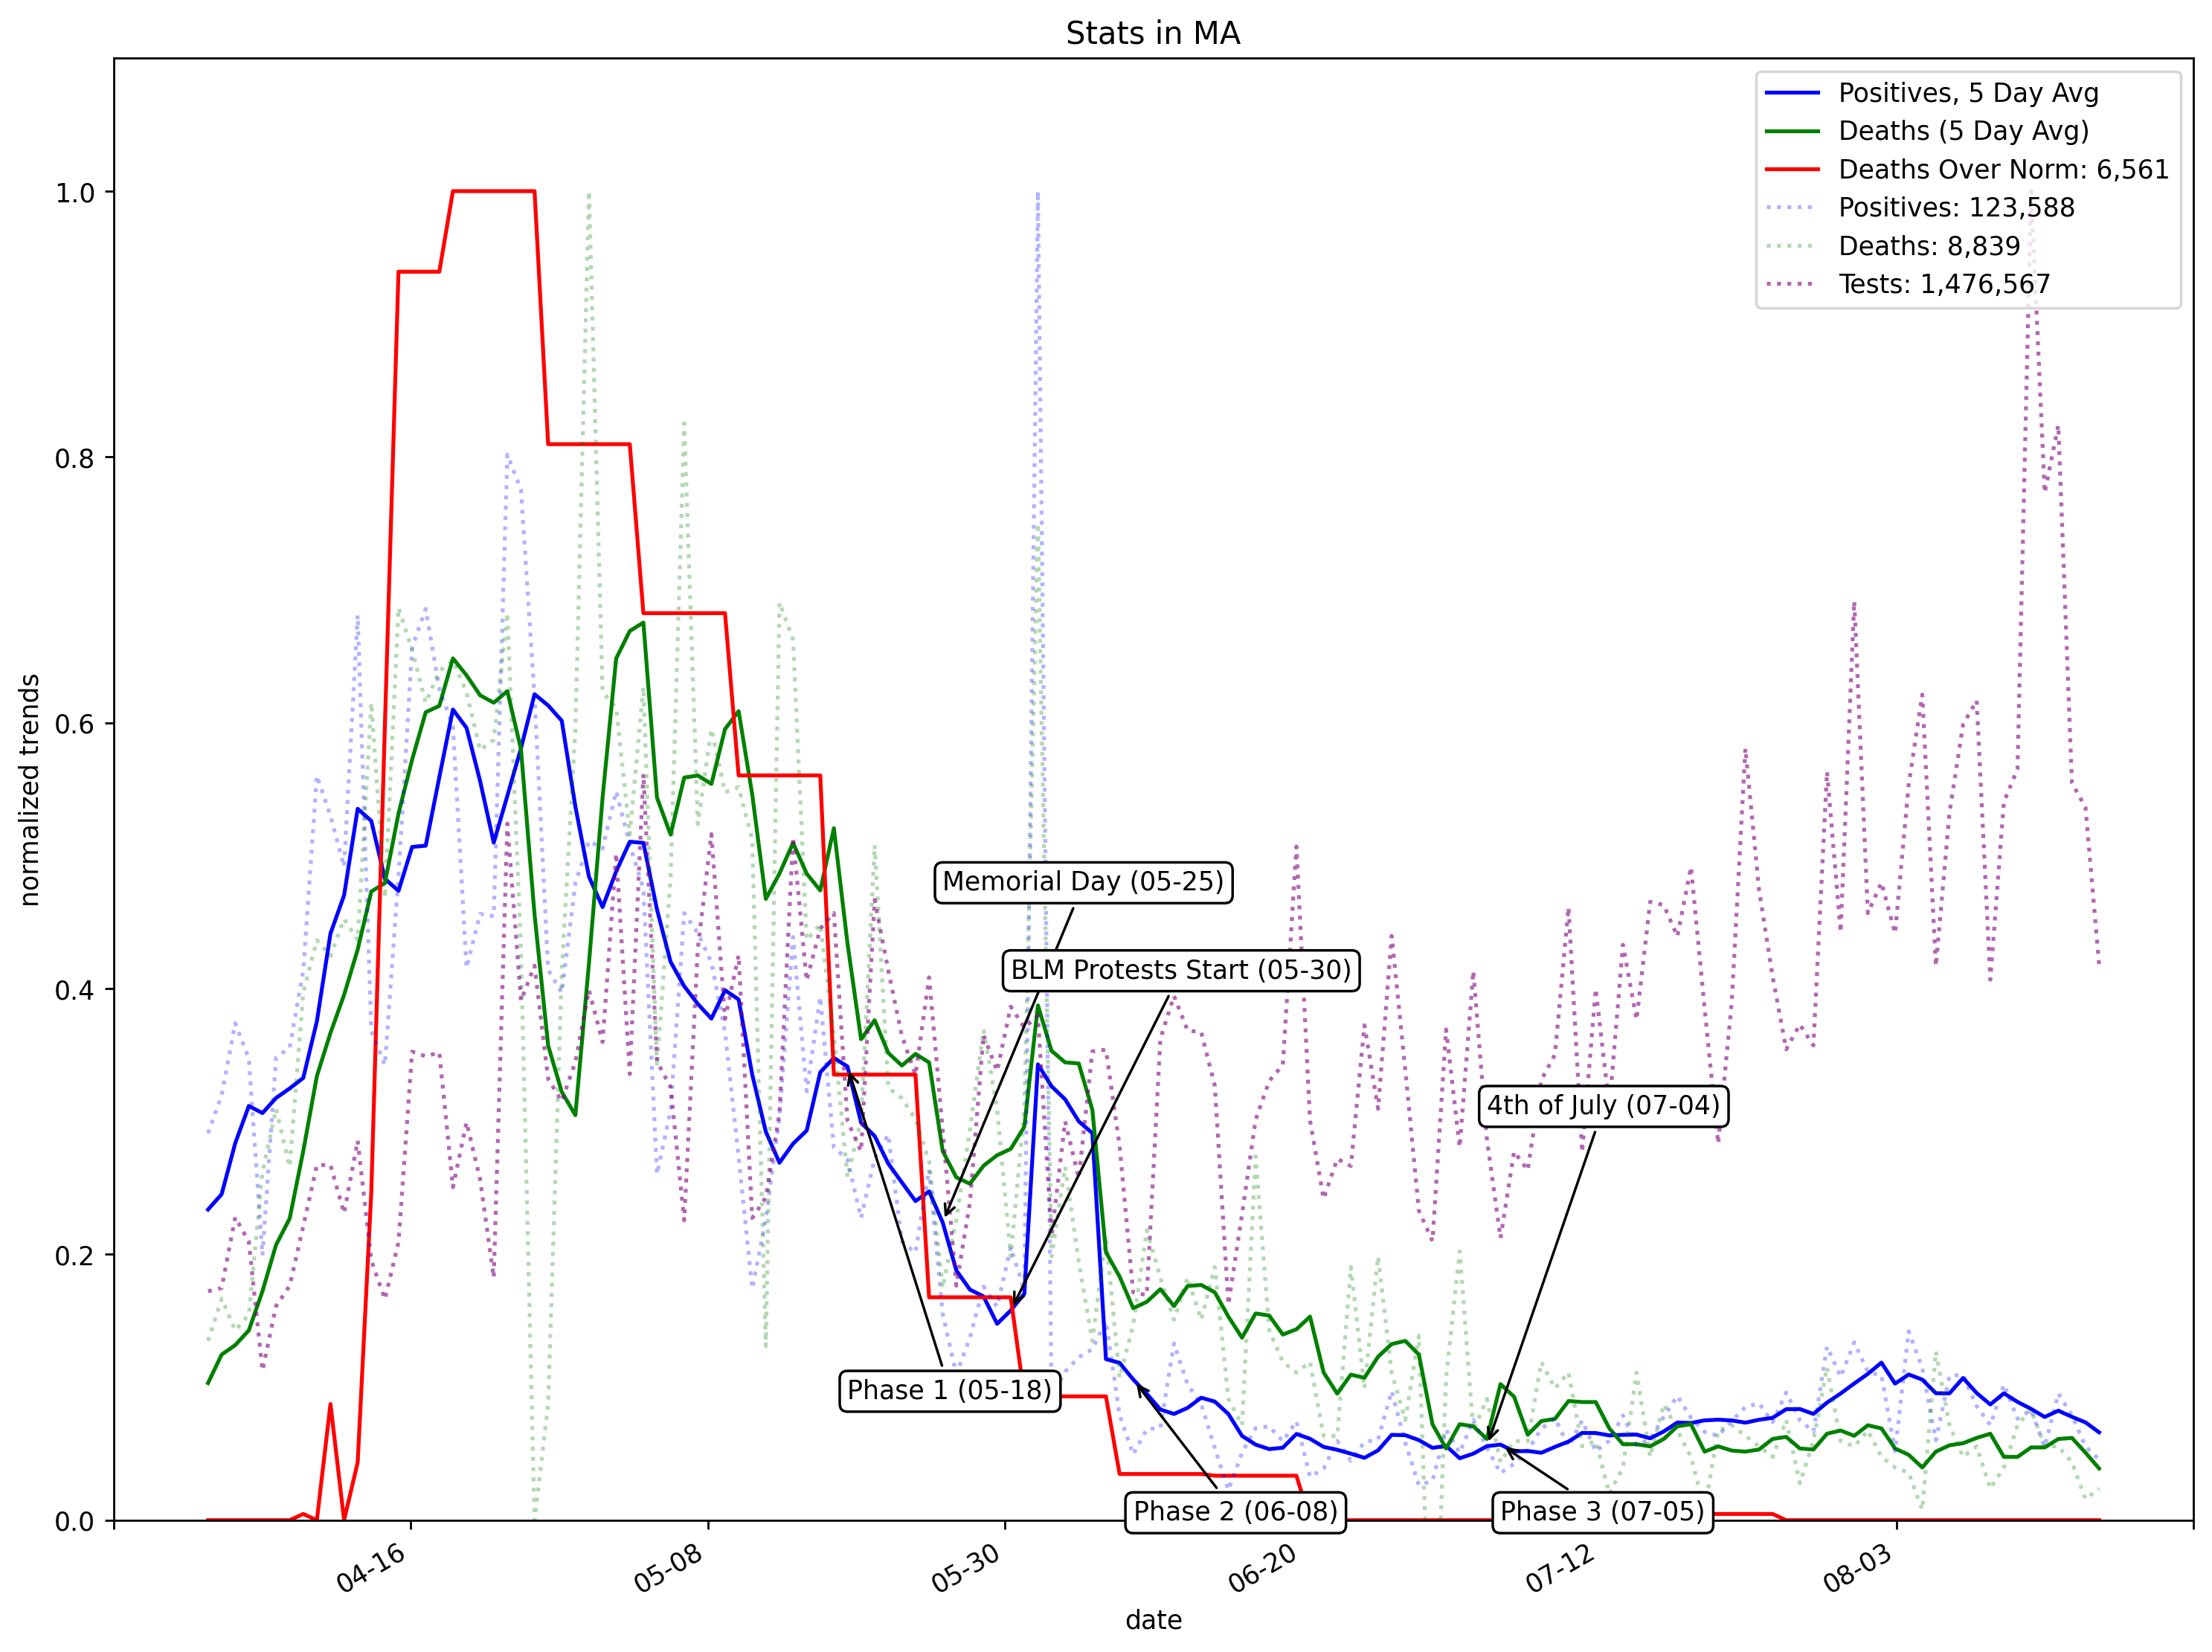 Stats in MA
Positives, 5 Day Avg
Deaths (5 Day Avg)
Deaths Over Norm: 6,561
Positives: 123,588
Deaths: 8,839
Tests: 1,476,567
normalized trends
1.0
0.8
0.6
0.4
0.2
0.0
Memorial Day (05-25)
BLM Protests Start (05-30)
4th of July (07-04)
Phase 1 (05-18)
Phase 2 (06-08)
Phase 3 (07-05)
04-16
05-08
05-30
06-20
07-12
08-03
date